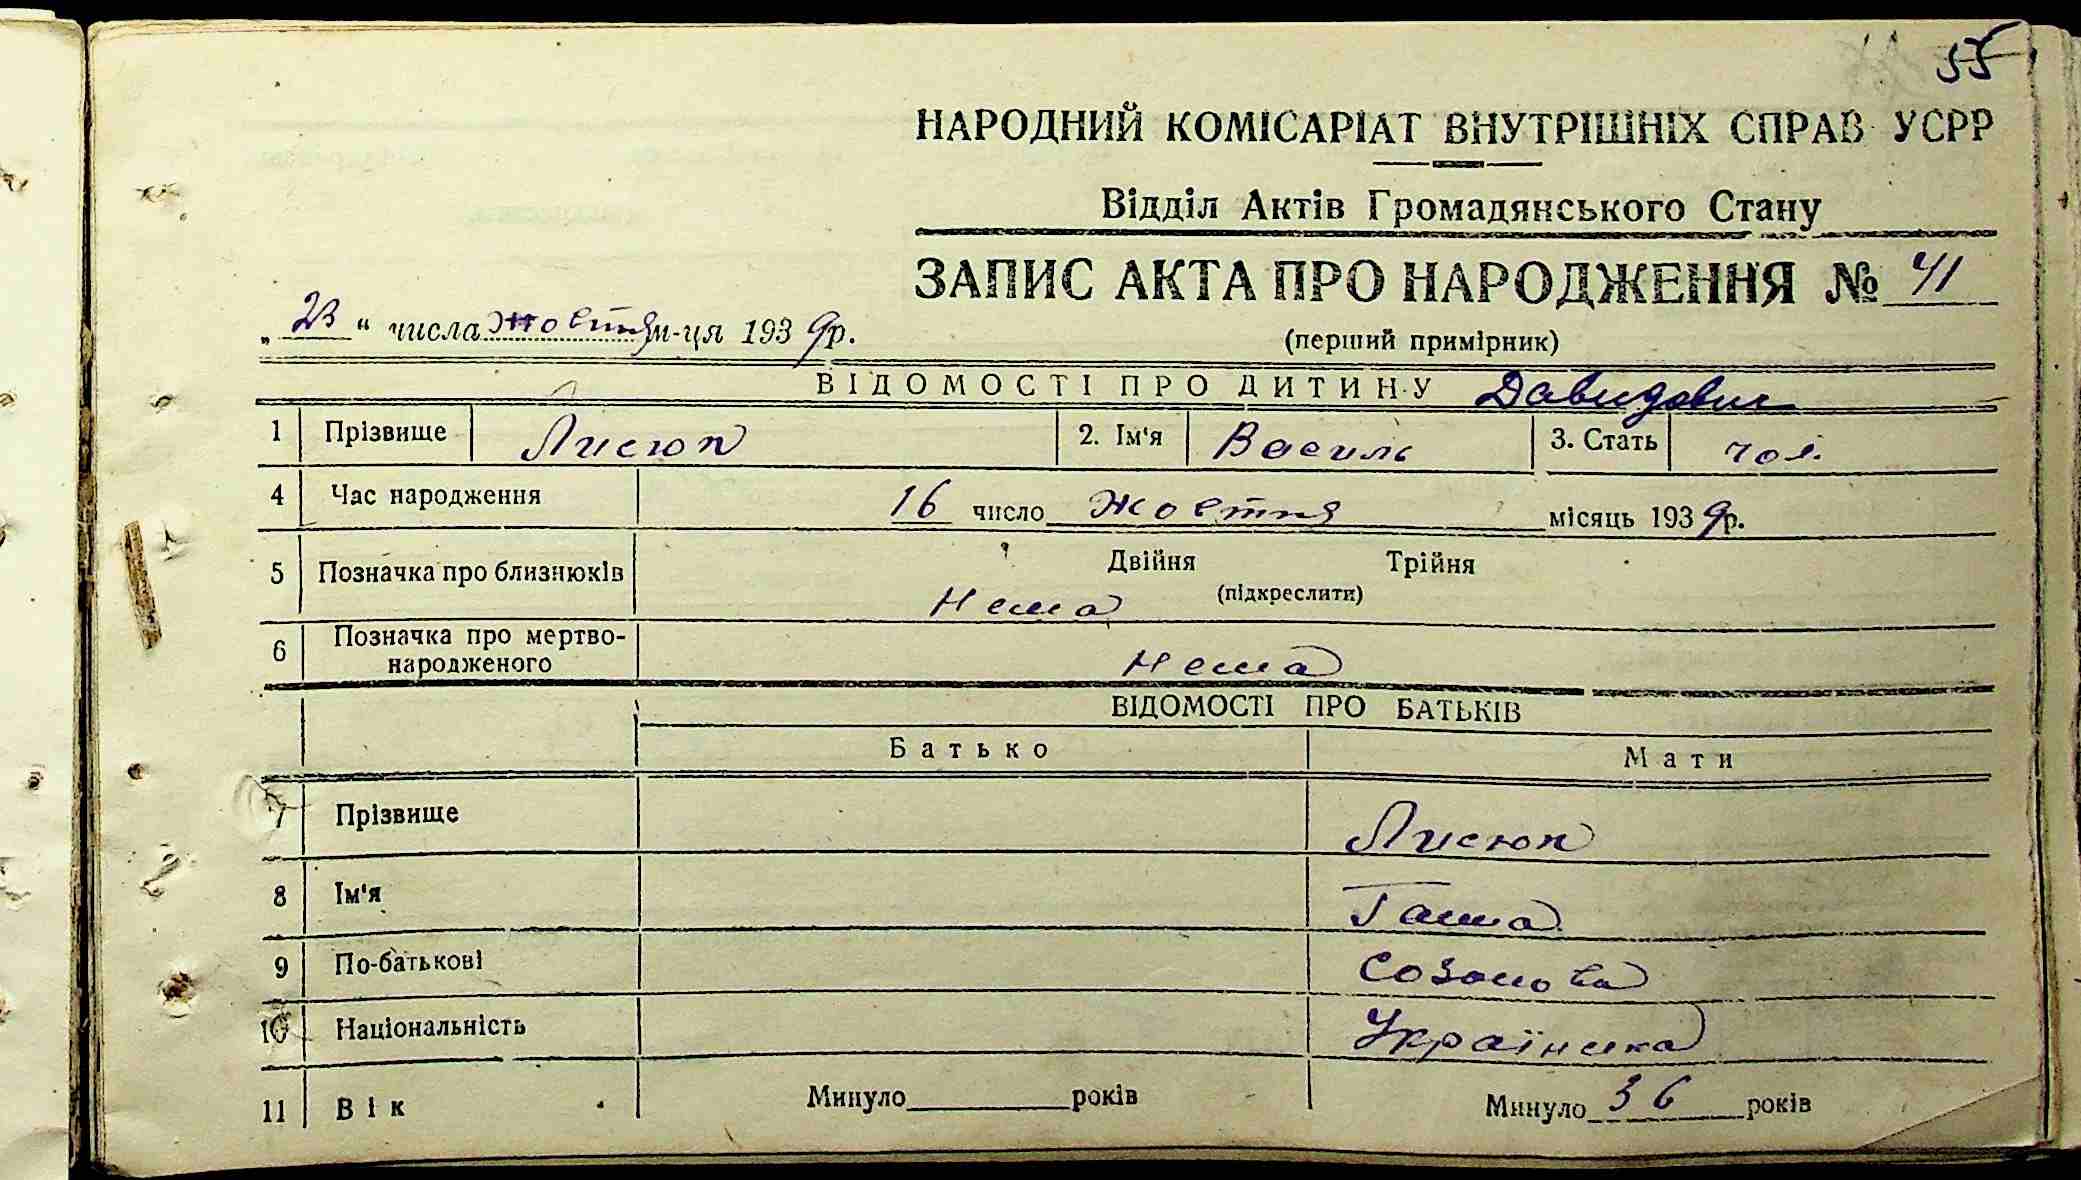 55
НАРОДНИЙ КОМІСАРІАТ ВНУТРІШНІХ СПРАВ УСРР
Відділ Актів Громадянського Стану
ЗАПИС АКТА ПРО НАРОДЖЕННЯ № 41
„ 23 “ числа Жовтня м-ця 1939 р.
(перший примірник)
ВІДОМОСТІ ПРО ДИТИНУ Давидович
1 Прізвище Лисюк 2. Ім'я Василь 3. Стать чол.
4 Час народження 16 число Жовтня місяць 1939 р.
5 Позначка про близнюків Двійня Трійня
(підкреслити)
Нема
6 Позначка про мертво-
народженого Нема
ВІДОМОСТІ ПРО БАТЬКІВ
Батько Мати
7 Прізвище Лисюк
8 Ім'я Ганна
9 По-батькові Созонова
10 Національність Українка
11 Вік Минуло років Минуло 36 років